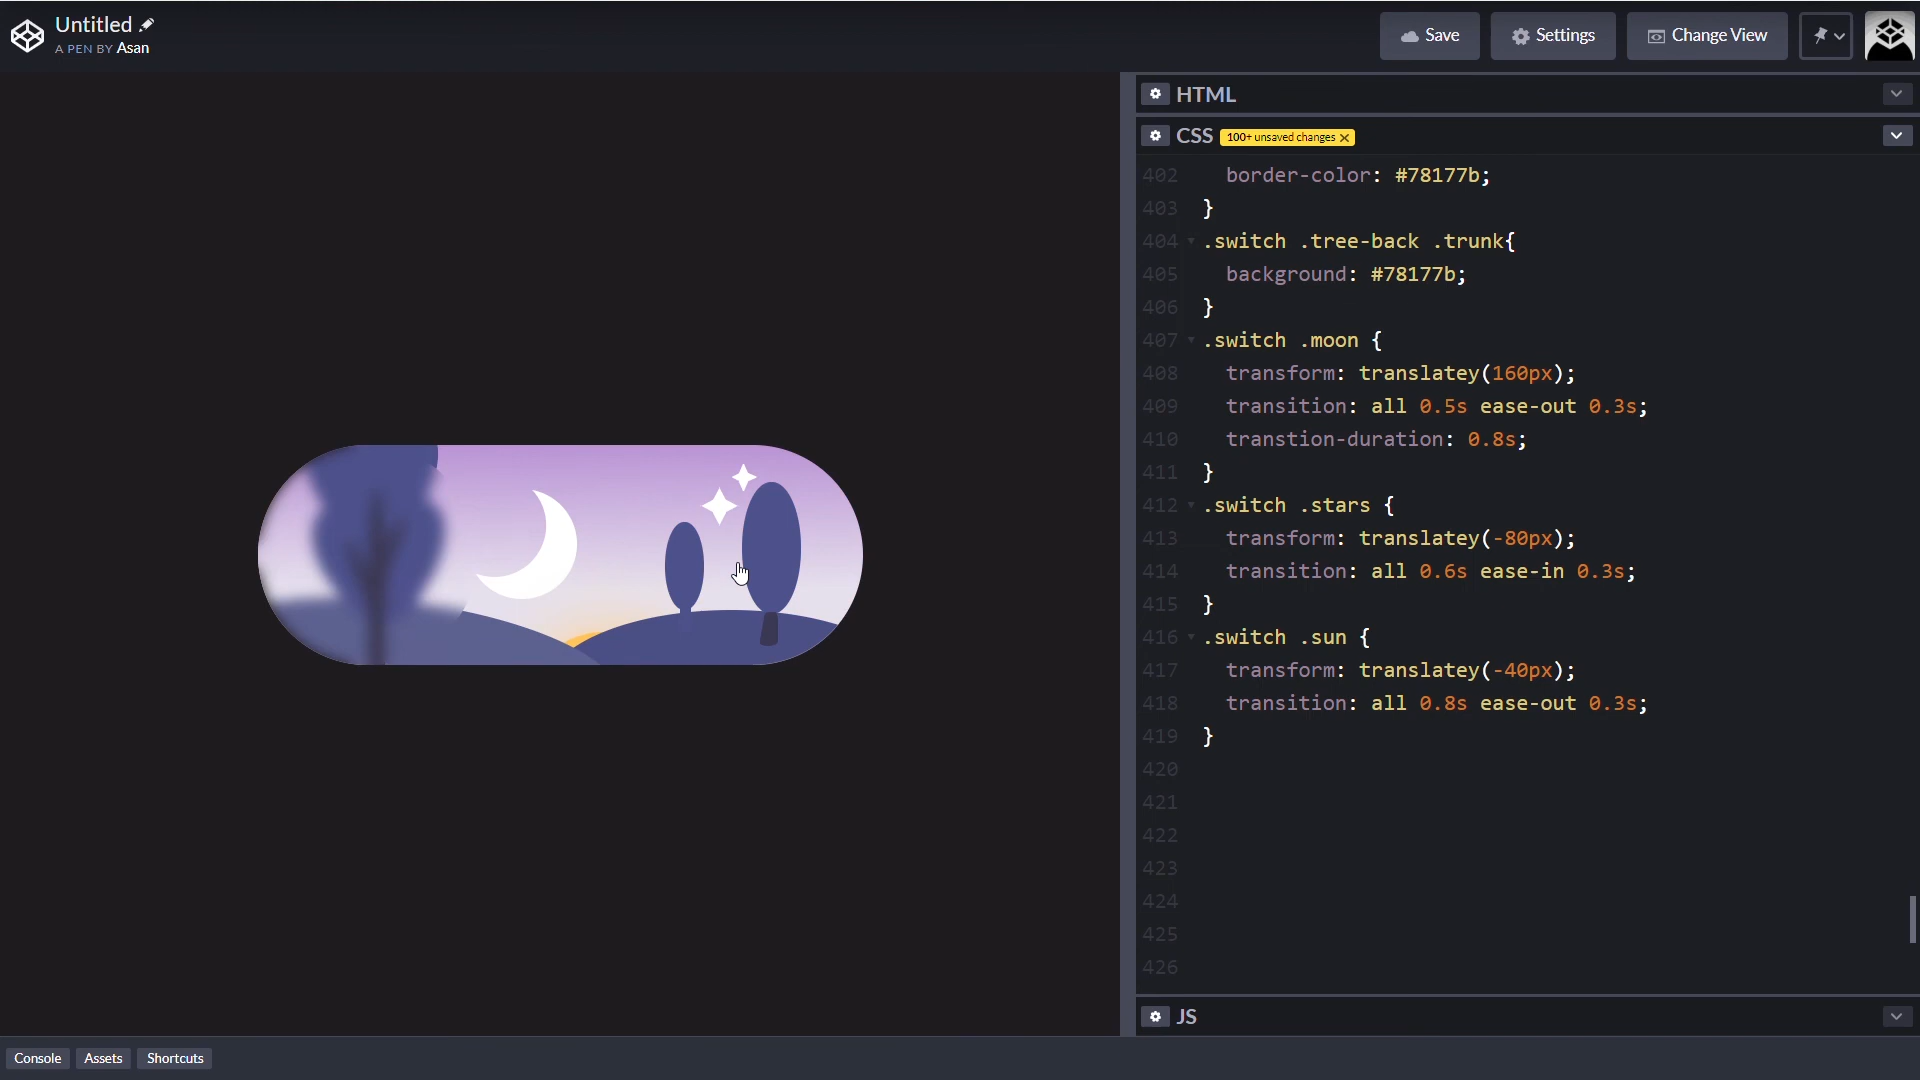 Untitled
A PEN BY Asan
Save
Settings
Change View
HTML
CSS 100+ unsaved changes ×
402 border-color: #78177b;
403 }
404 .switch .tree-back .trunk{
405 background: #78177b;
406 }
407 .switch .moon {
408 transform: translatey(160px);
409 transition: all 0.5s ease-out 0.3s;
410 transtion-duration: 0.8s;
411 }
412 .switch .stars {
413 transform: translatey(-80px);
414 transition: all 0.6s ease-in 0.3s;
415 }
416 .switch .sun {
417 transform: translatey(-40px);
418 transition: all 0.8s ease-out 0.3s;
419 }
420
421
422
423
424
425
426
JS
Console
Assets
Shortcuts